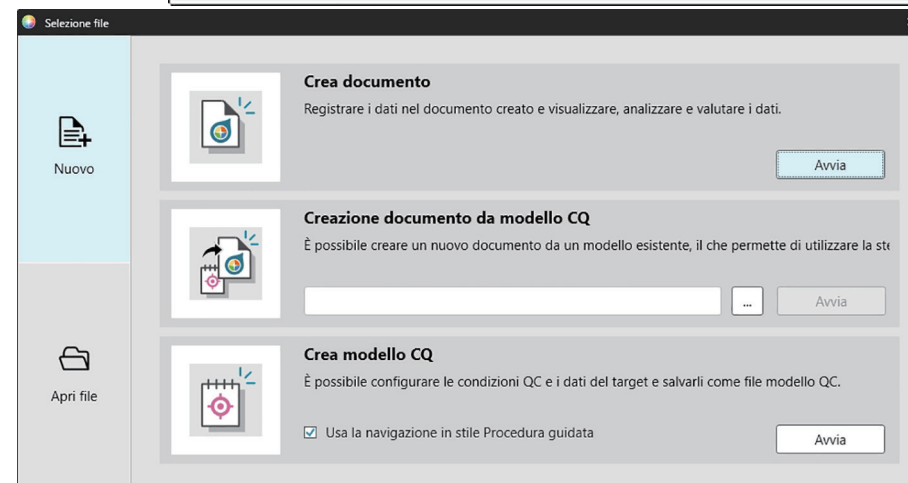 Selezione file
Nuovo
Apri file
Crea documento
Registrare i dati nel documento creato e visualizzare, analizzare e valutare i dati.
Avvia
Creazione documento da modello CQ
È possibile creare un nuovo documento da un modello esistente, il che permette di utilizzare la ste
...
Avvia
Crea modello CQ
È possibile configurare le condizioni QC e i dati del target e salvarli come file modello QC.
Usa la navigazione in stile Procedura guidata
Avvia